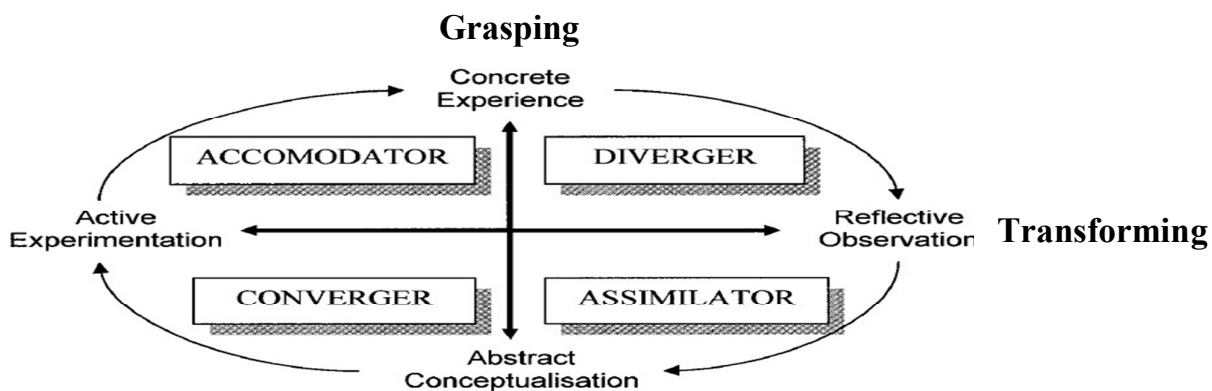 Grasping
Concrete
Experience
ACCOMODATOR
DIVERGER
Active
Experimentation
Reflective
Observation
Transforming
CONVERGER
ASSIMILATOR
Abstract
Conceptualisation